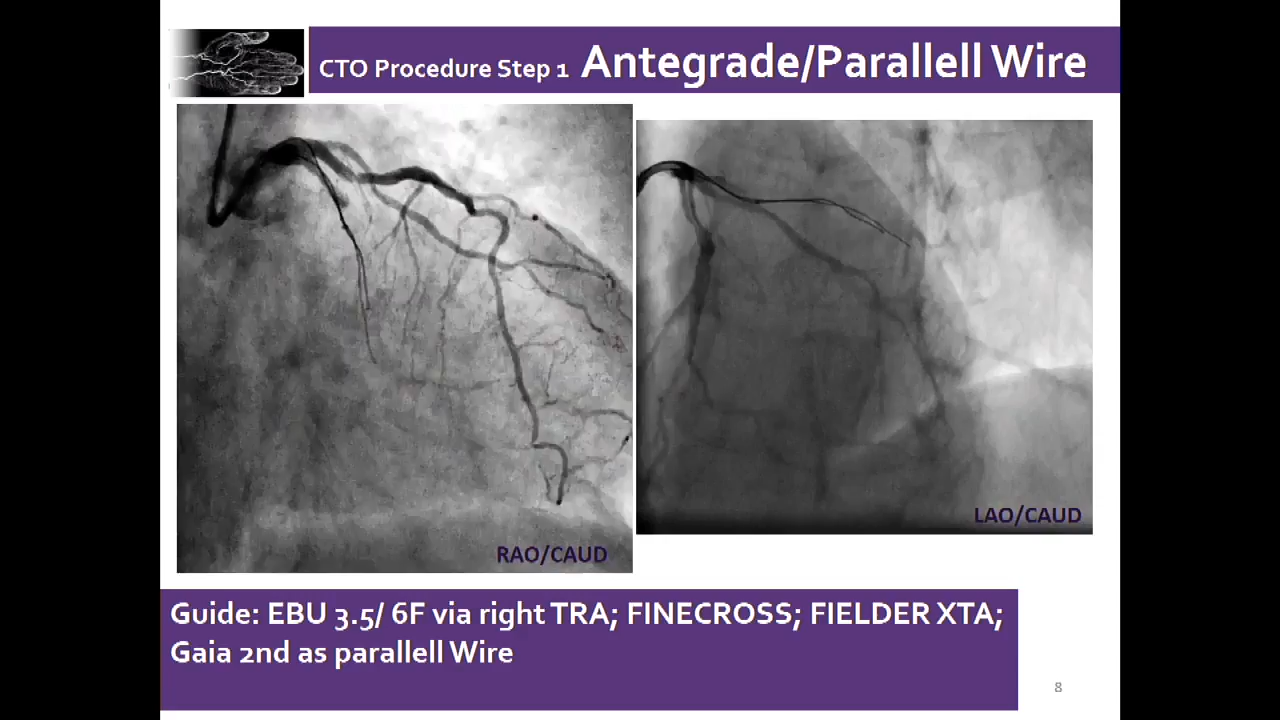 CTO Procedure Step 1 Antegrade/Parallell Wire
RAO/CAUD
LAO/CAUD
Guide: EBU 3.5/ 6F via right TRA; FINECROSS; FIELDER XTA;
Gaia 2nd as parallell Wire
8